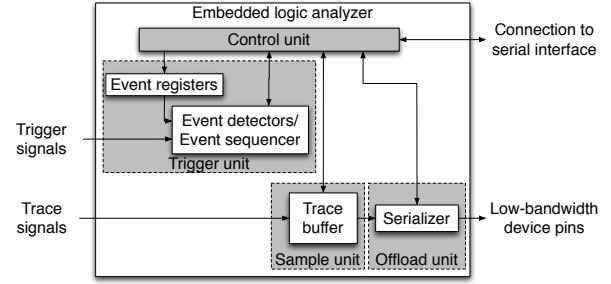 Embedded logic analyzer
Control unit
Connection to
serial interface
Event registers
Event detectors/
Event sequencer
Trigger
signals
Trigger unit
Trace
signals
Trace
buffer
Serializer
Low-bandwidth
device pins
Sample unit
Offload unit